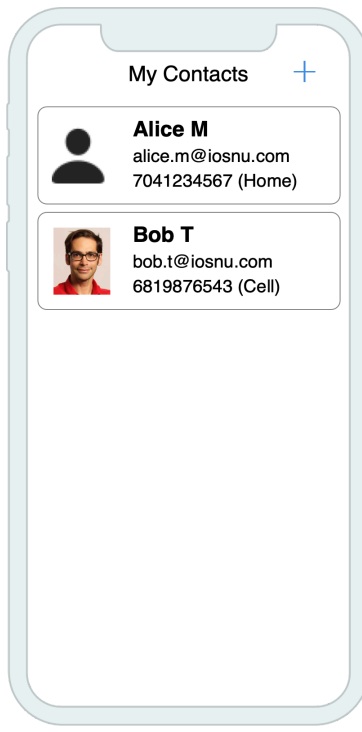 My Contacts
Alice M
alice.m@iosnu.com
7041234567 (Home)
Bob T
bob.t@iosnu.com
6819876543 (Cell)